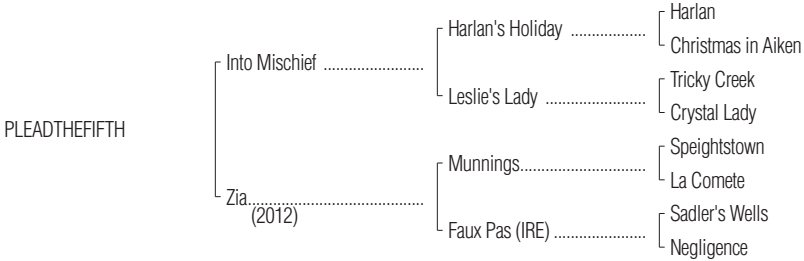 Harlan
Harlan's Holiday ...................
Christmas in Aiken
Into Mischief .........................
Tricky Creek
Leslie's Lady .........................
Crystal Lady
PLEADTHEFIFTH
Speightstown
Munnings................................
La Comete
Zia............................................
(2012)
Sadler's Wells
Faux Pas (IRE) .......................
Negligence